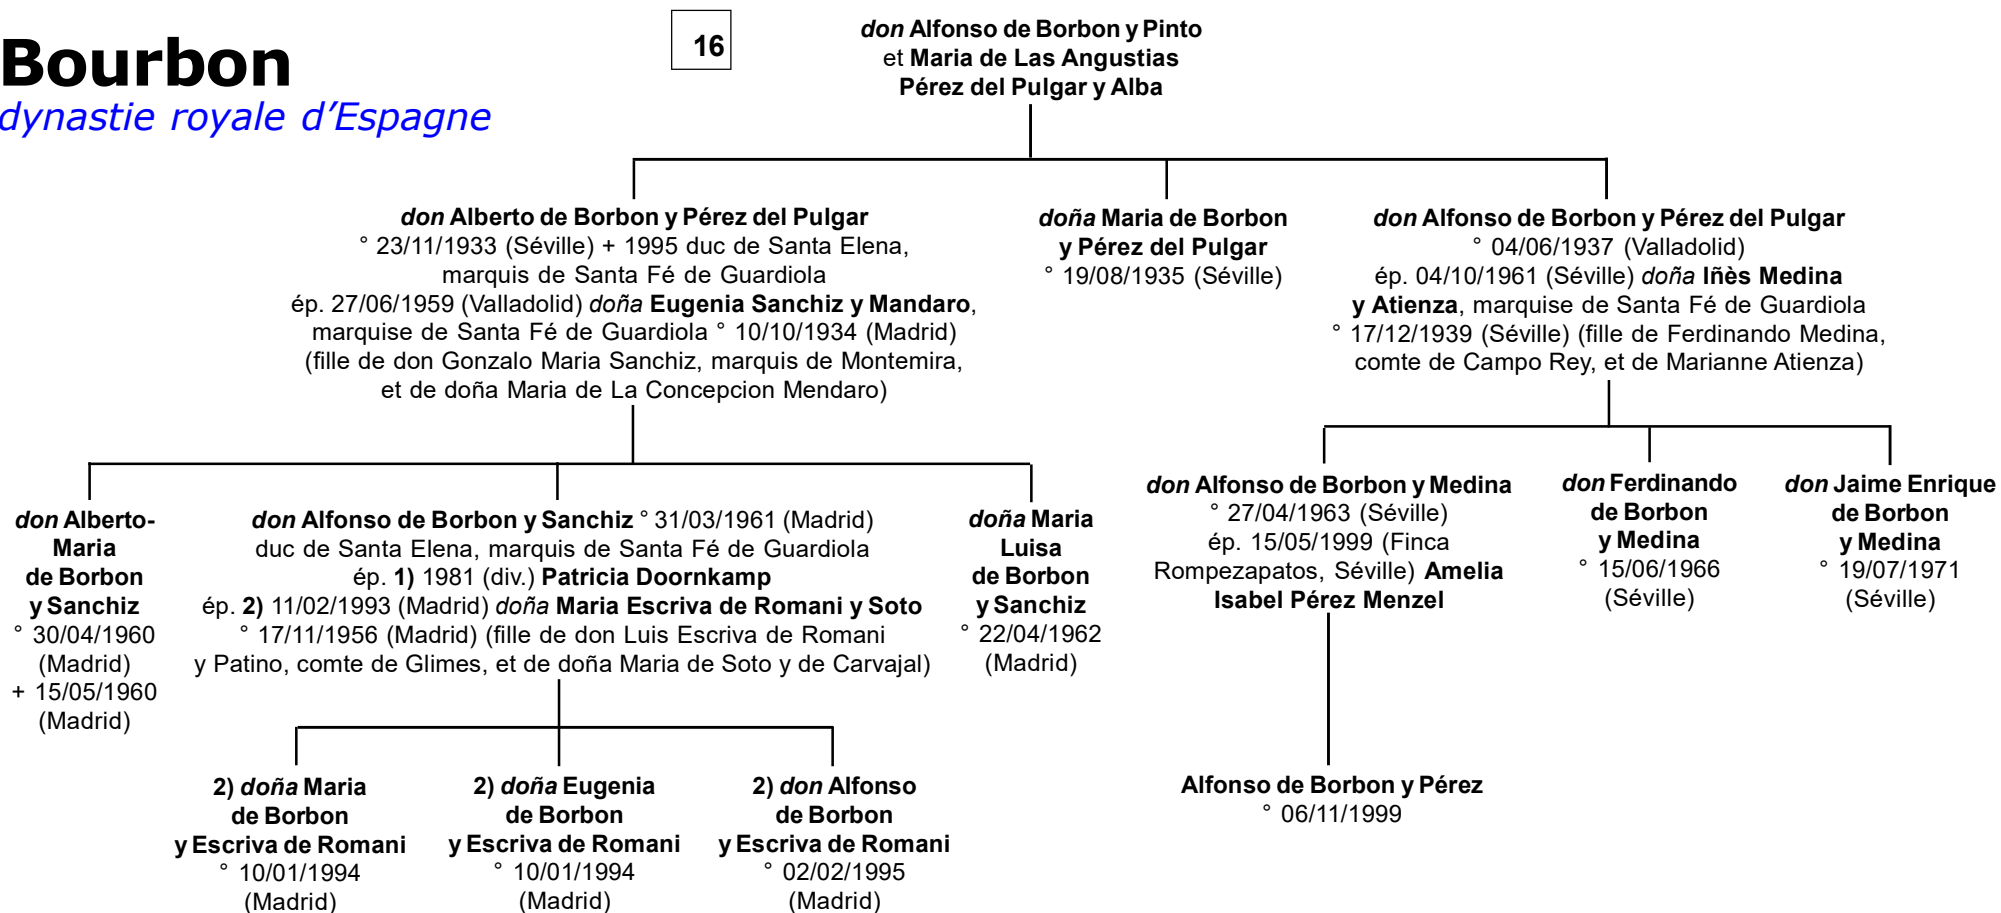 Bourbon
dynastie royale d’Espagne
16
don Alfonso de Borbon y Pinto
et Maria de Las Angustias
Pérez del Pulgar y Alba
don Alberto de Borbon y Pérez del Pulgar
° 23/11/1933 (Séville) + 1995 duc de Santa Elena,
marquis de Santa Fé de Guardiola
ép. 27/06/1959 (Valladolid) doña Eugenia Sanchiz y Mandaro,
marquise de Santa Fé de Guardiola ° 10/10/1934 (Madrid)
(fille de don Gonzalo Maria Sanchiz, marquis de Montemira,
et de doña Maria de La Concepcion Mendaro)
doña Maria de Borbon
y Pérez del Pulgar
° 19/08/1935 (Séville)
don Alfonso de Borbon y Pérez del Pulgar
° 04/06/1937 (Valladolid)
ép. 04/10/1961 (Séville) doña Iñès Medina
y Atienza, marquise de Santa Fé de Guardiola
° 17/12/1939 (Séville) (fille de Ferdinando Medina,
comte de Campo Rey, et de Marianne Atienza)
don Alberto-
Maria
de Borbon
y Sanchiz
° 30/04/1960
(Madrid)
+ 15/05/1960
(Madrid)
don Alfonso de Borbon y Sanchiz ° 31/03/1961 (Madrid)
duc de Santa Elena, marquis de Santa Fé de Guardiola
ép. 1) 1981 (div.) Patricia Doornkamp
ép. 2) 11/02/1993 (Madrid) doña Maria Escriva de Romani y Soto
° 17/11/1956 (Madrid) (fille de don Luis Escriva de Romani
y Patino, comte de Glimes, et de doña Maria de Soto y de Carvajal)
doña Maria
Luisa
de Borbon
y Sanchiz
° 22/04/1962
(Madrid)
don Alfonso de Borbon y Medina
° 27/04/1963 (Séville)
ép. 15/05/1999 (Finca
Rompezapatos, Séville) Amelia
Isabel Pérez Menzel
don Ferdinando
de Borbon
y Medina
° 15/06/1966
(Séville)
don Jaime Enrique
de Borbon
y Medina
° 19/07/1971
(Séville)
2) doña Maria
de Borbon
y Escriva de Romani
° 10/01/1994
(Madrid)
2) doña Eugenia
de Borbon
y Escriva de Romani
° 10/01/1994
(Madrid)
2) don Alfonso
de Borbon
y Escriva de Romani
° 02/02/1995
(Madrid)
Alfonso de Borbon y Pérez
° 06/11/1999